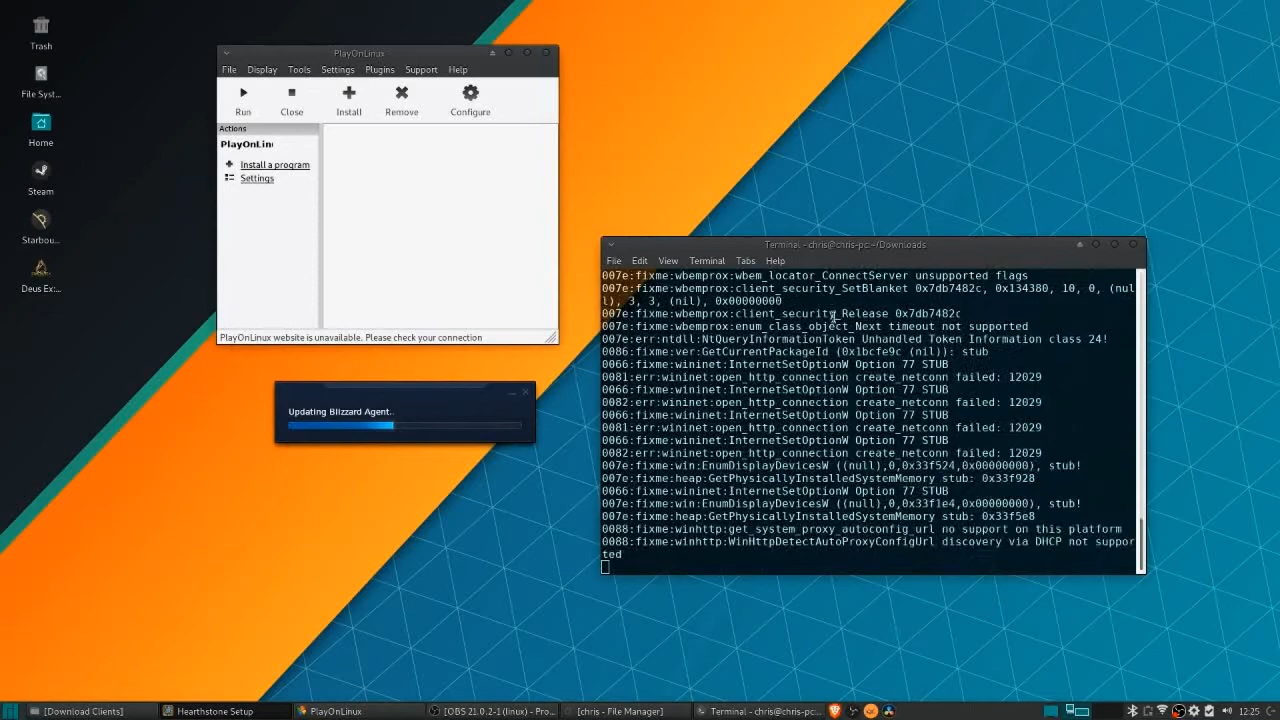 Trash
File Syst...
Home
Steam
Starbou...
Deus Ex:...
PlayOnLinux
File Display Tools Settings Plugins Support Help
Run Close Install Remove Configure
Actions
PlayOnLin
Install a program
Settings
PlayOnLinux website is unavailable. Please check your connection
Updating Blizzard Agent..
Terminal - chris@chris-pc:~/Downloads
File Edit View Terminal Tabs Help
007e:fixme:wbemprox:wbem_locator_ConnectServer unsupported flags
007e:fixme:wbemprox:client_security_SetBlanket 0x7db7482c, 0x134380, 10, 0, (nul
l), 3, 3, (nil), 0x00000000
007e:fixme:wbemprox:client_security_Release 0x7db7482c
007e:fixme:wbemprox:enum_class_object_Next timeout not supported
007e:err:ntdll:NtQueryInformationToken Unhandled Token Information class 24!
0086:fixme:ver:GetCurrentPackageId (0x1bcfe9c (nil)): stub
0066:fixme:wininet:InternetSetOptionW Option 77 STUB
0081:err:wininet:open_http_connection create_netconn failed: 12029
0066:fixme:wininet:InternetSetOptionW Option 77 STUB
0082:err:wininet:open_http_connection create_netconn failed: 12029
0066:fixme:wininet:InternetSetOptionW Option 77 STUB
0081:err:wininet:open_http_connection create_netconn failed: 12029
0066:fixme:wininet:InternetSetOptionW Option 77 STUB
0082:err:wininet:open_http_connection create_netconn failed: 12029
007e:fixme:win:EnumDisplayDevicesW ((null),0,0x33f524,0x00000000), stub!
007e:fixme:heap:GetPhysicallyInstalledSystemMemory stub: 0x33f928
0066:fixme:wininet:InternetSetOptionW Option 77 STUB
007e:fixme:win:EnumDisplayDevicesW ((null),0,0x33f1e4,0x00000000), stub!
007e:fixme:heap:GetPhysicallyInstalledSystemMemory stub: 0x33f5e8
0088:fixme:winhttp:get_system_proxy_autoconfig_url no support on this platform
0088:fixme:winhttp:WinHttpDetectAutoProxyConfigUrl discovery via DHCP not suppor
ted
[Download Clients] Hearthstone Setup PlayOnLinux [OBS 21.0.2-1 (linux) - Pro... [chris - File Manager] Terminal - chris@chris-pc:... 12:25